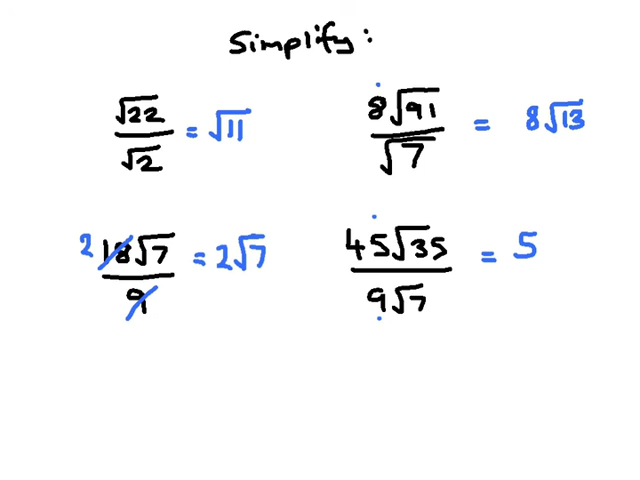 Simplify:
√22/√2 = √11
8√91/√7 = 8√13
2 18√7/9 = 2√7
45√35/9√7 = 5